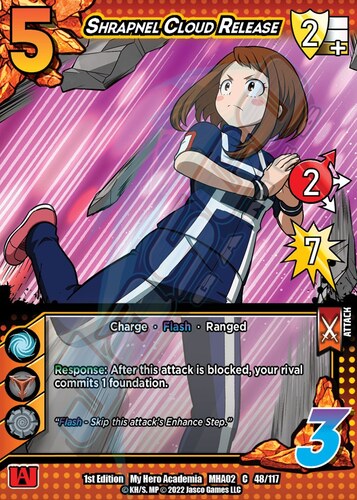 5
SHRAPNEL CLOUD RELEASE
2
+
2
7
ATTACK
Charge · Flash · Ranged
Response: After this attack is blocked, your rival
commits 1 foundation.
"Flash - Skip this attack's Enhance Step."
3
1st Edition My Hero Academia MHA02 C 48/117
© KH/S. MP © 2022 Jasco Games LLC